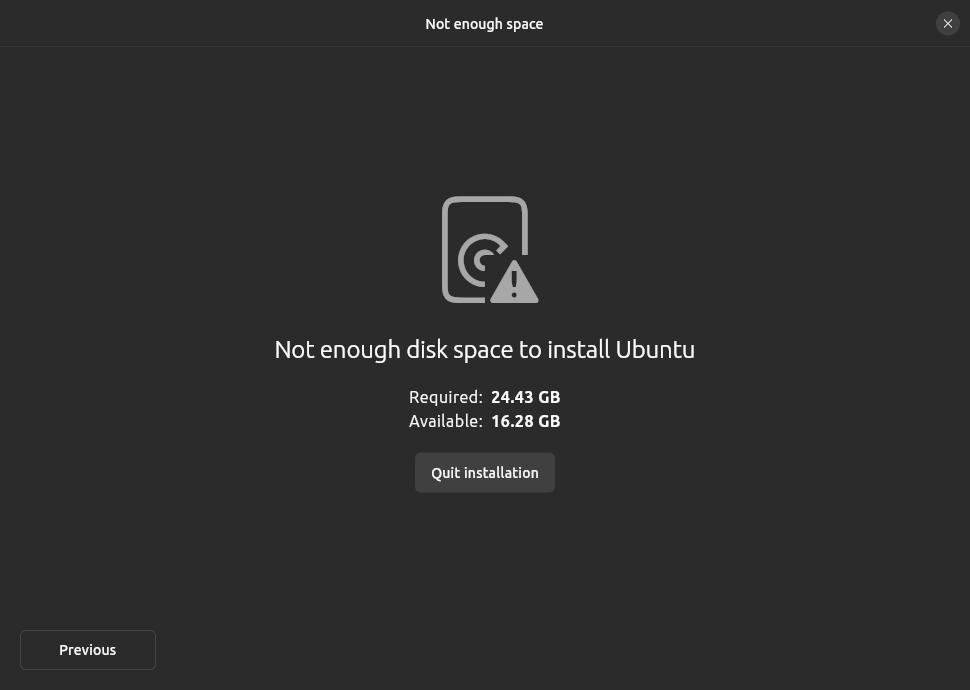 Not enough space
Not enough disk space to install Ubuntu
Required: 24.43 GB
Available: 16.28 GB
Quit installation
Previous